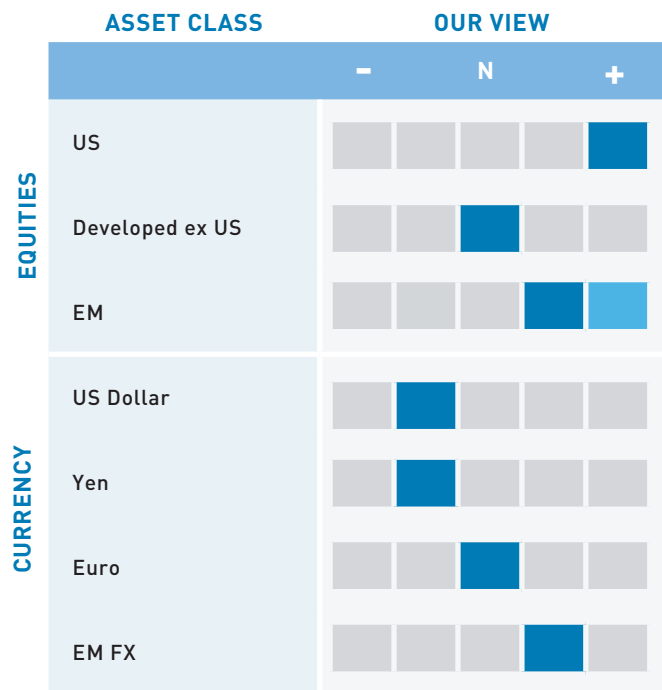 ASSET CLASS OUR VIEW
- N +
EQUITIES
US
Developed ex US
EM
CURRENCY
US Dollar
Yen
Euro
EM FX